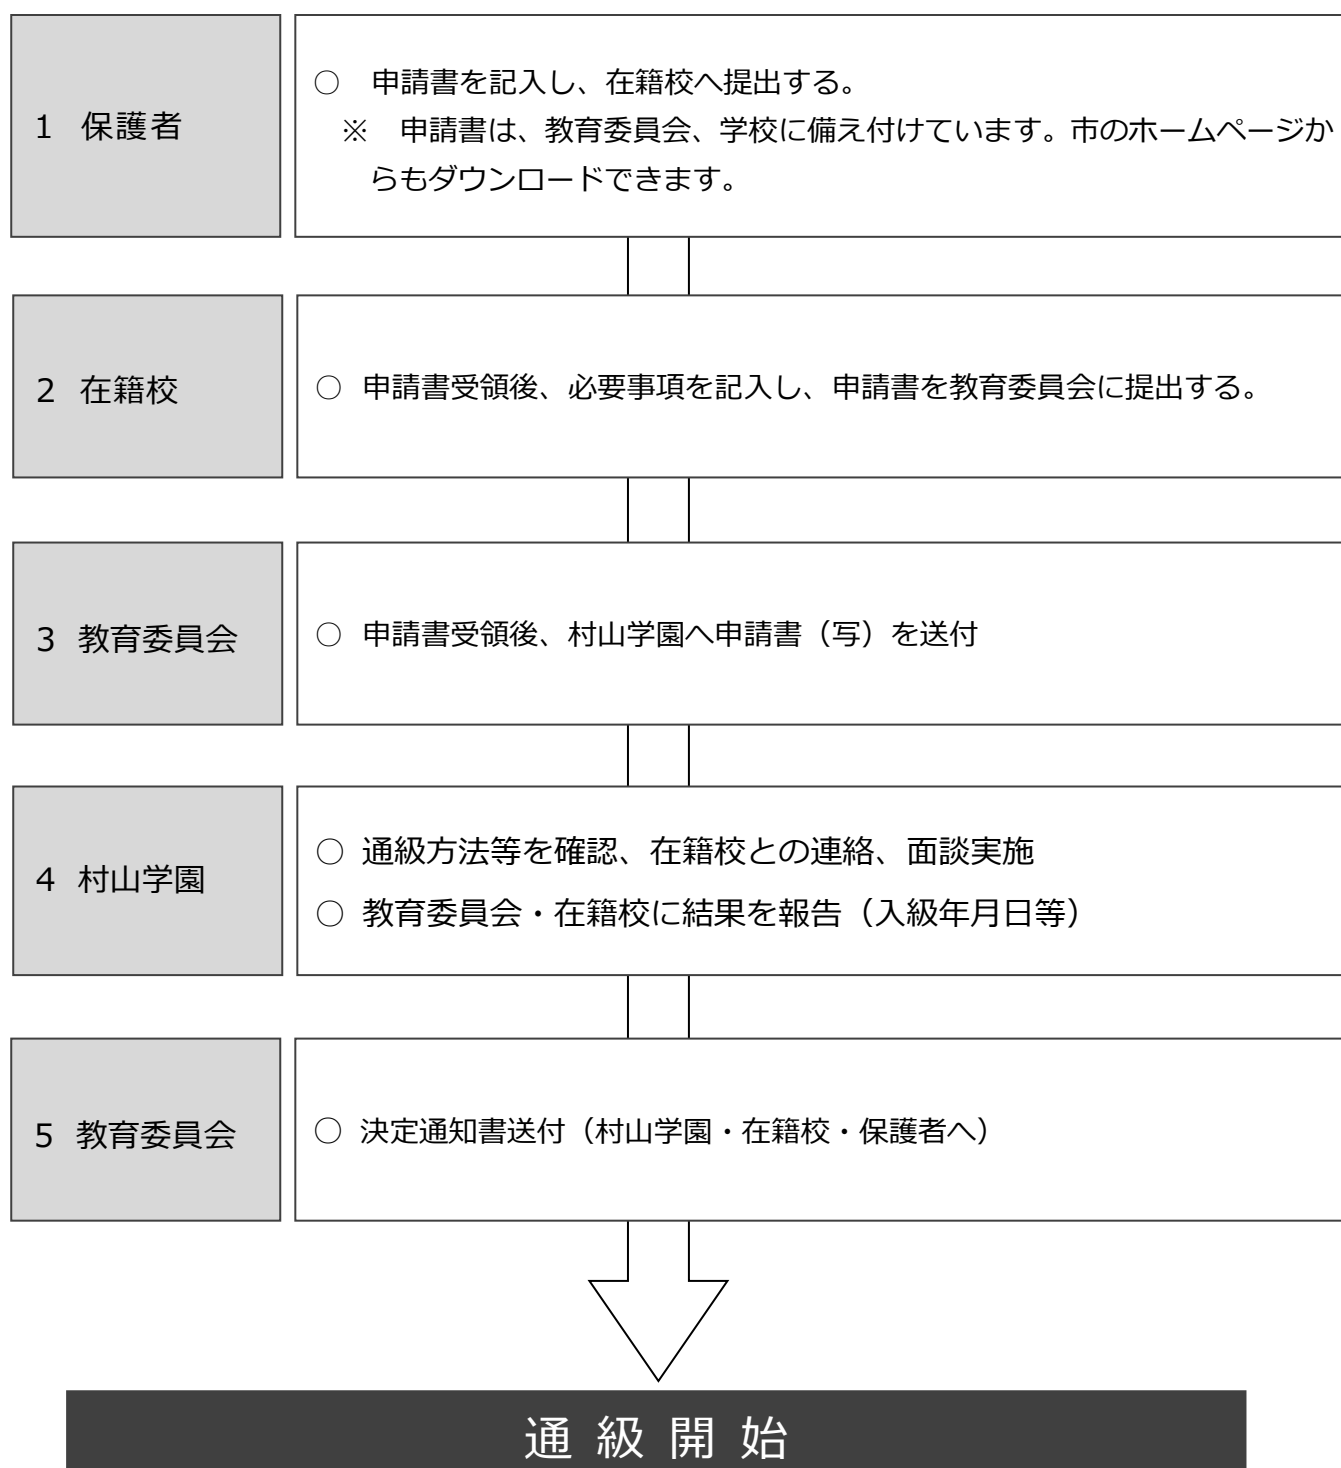 1 保護者
○ 申請書を記入し、在籍校へ提出する。
※ 申請書は、教育委員会、学校に備え付けています。市のホームページか
らもダウンロードできます。
2 在籍校
○ 申請書受領後、必要事項を記入し、申請書を教育委員会に提出する。
3 教育委員会
○ 申請書受領後、村山学園へ申請書（写）を送付
4 村山学園
○ 通級方法等を確認、在籍校との連絡、面談実施
○ 教育委員会・在籍校に結果を報告（入級年月日等）
5 教育委員会
○ 決定通知書送付（村山学園・在籍校・保護者へ）
通 級 開 始